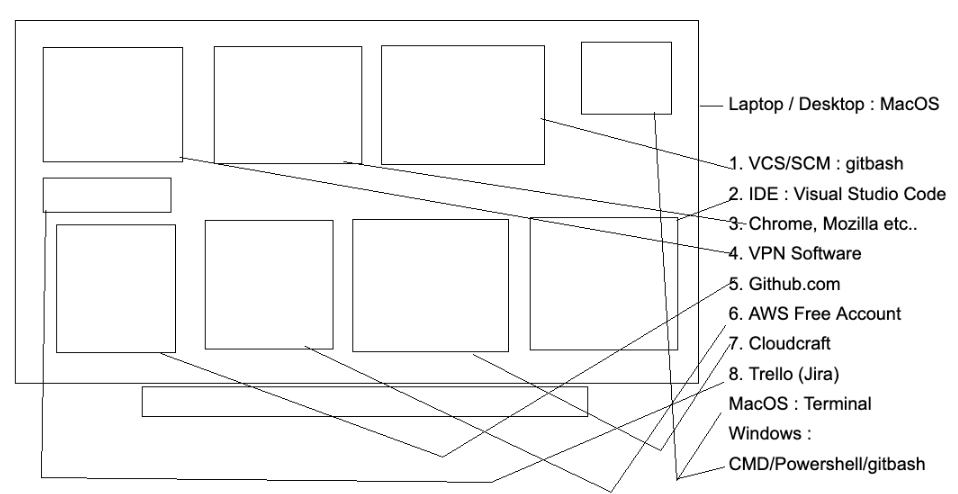 Laptop / Desktop : MacOS
1. VCS/SCM : gitbash
2. IDE : Visual Studio Code
3. Chrome, Mozilla etc..
4. VPN Software
5. Github.com
6. AWS Free Account
7. Cloudcraft
8. Trello (Jira)
MacOS : Terminal
Windows :
CMD/Powershell/gitbash